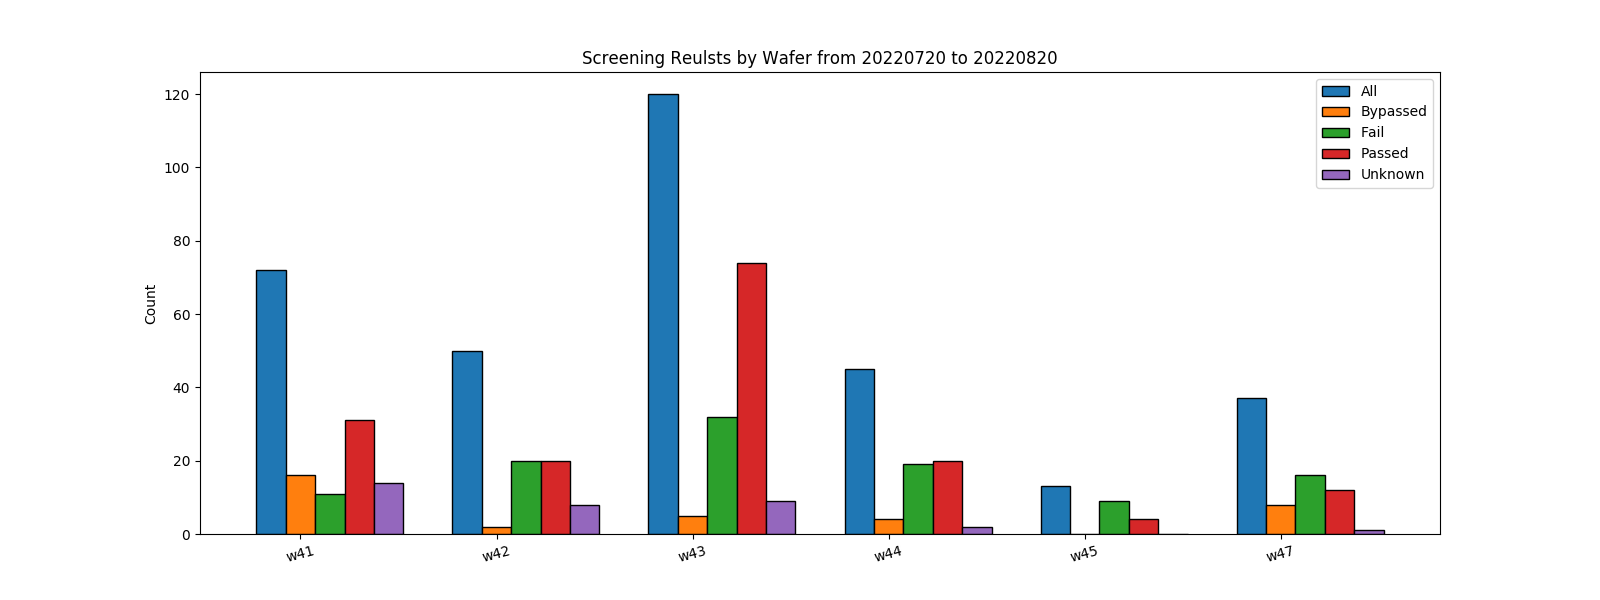 Screening Reulsts by Wafer from 20220720 to 20220820
120
100
80
60
40
20
0
Count
All
Bypassed
Fail
Passed
Unknown
w41
w42
w43
w44
w45
w47